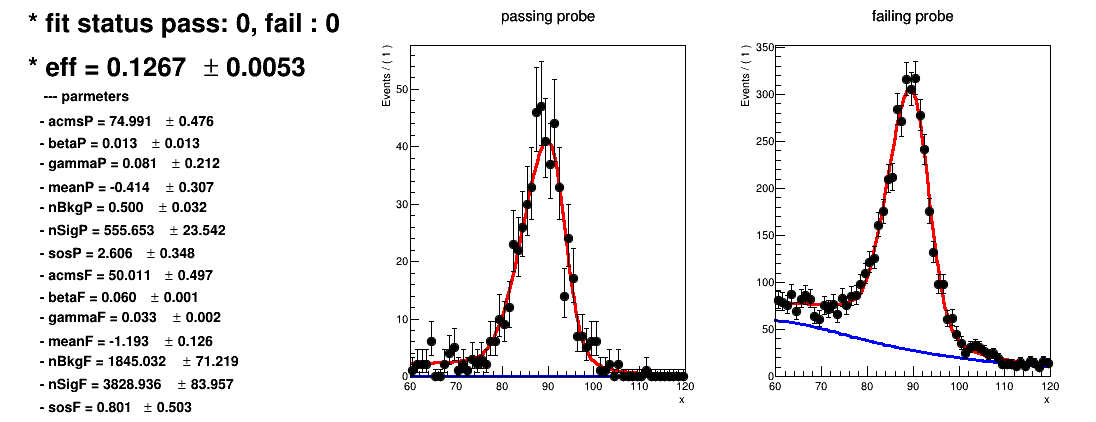 * fit status pass: 0, fail : 0
* eff = 0.1267 ± 0.0053
--- parmeters
- acmsP = 74.991 ± 0.476
- betaP = 0.013 ± 0.013
- gammaP = 0.081 ± 0.212
- meanP = -0.414 ± 0.307
- nBkgP = 0.500 ± 0.032
- nSigP = 555.653 ± 23.542
- sosP = 2.606 ± 0.348
- acmsF = 50.011 ± 0.497
- betaF = 0.060 ± 0.001
- gammaF = 0.033 ± 0.002
- meanF = -1.193 ± 0.126
- nBkgF = 1845.032 ± 71.219
- nSigF = 3828.936 ± 83.957
- sosF = 0.801 ± 0.503
passing probe
Events / ( 1 )
50
40
30
20
10
0
60 70 80 90 100 110 120
x
failing probe
Events / ( 1 )
350
300
250
200
150
100
50
0
60 70 80 90 100 110 120
x